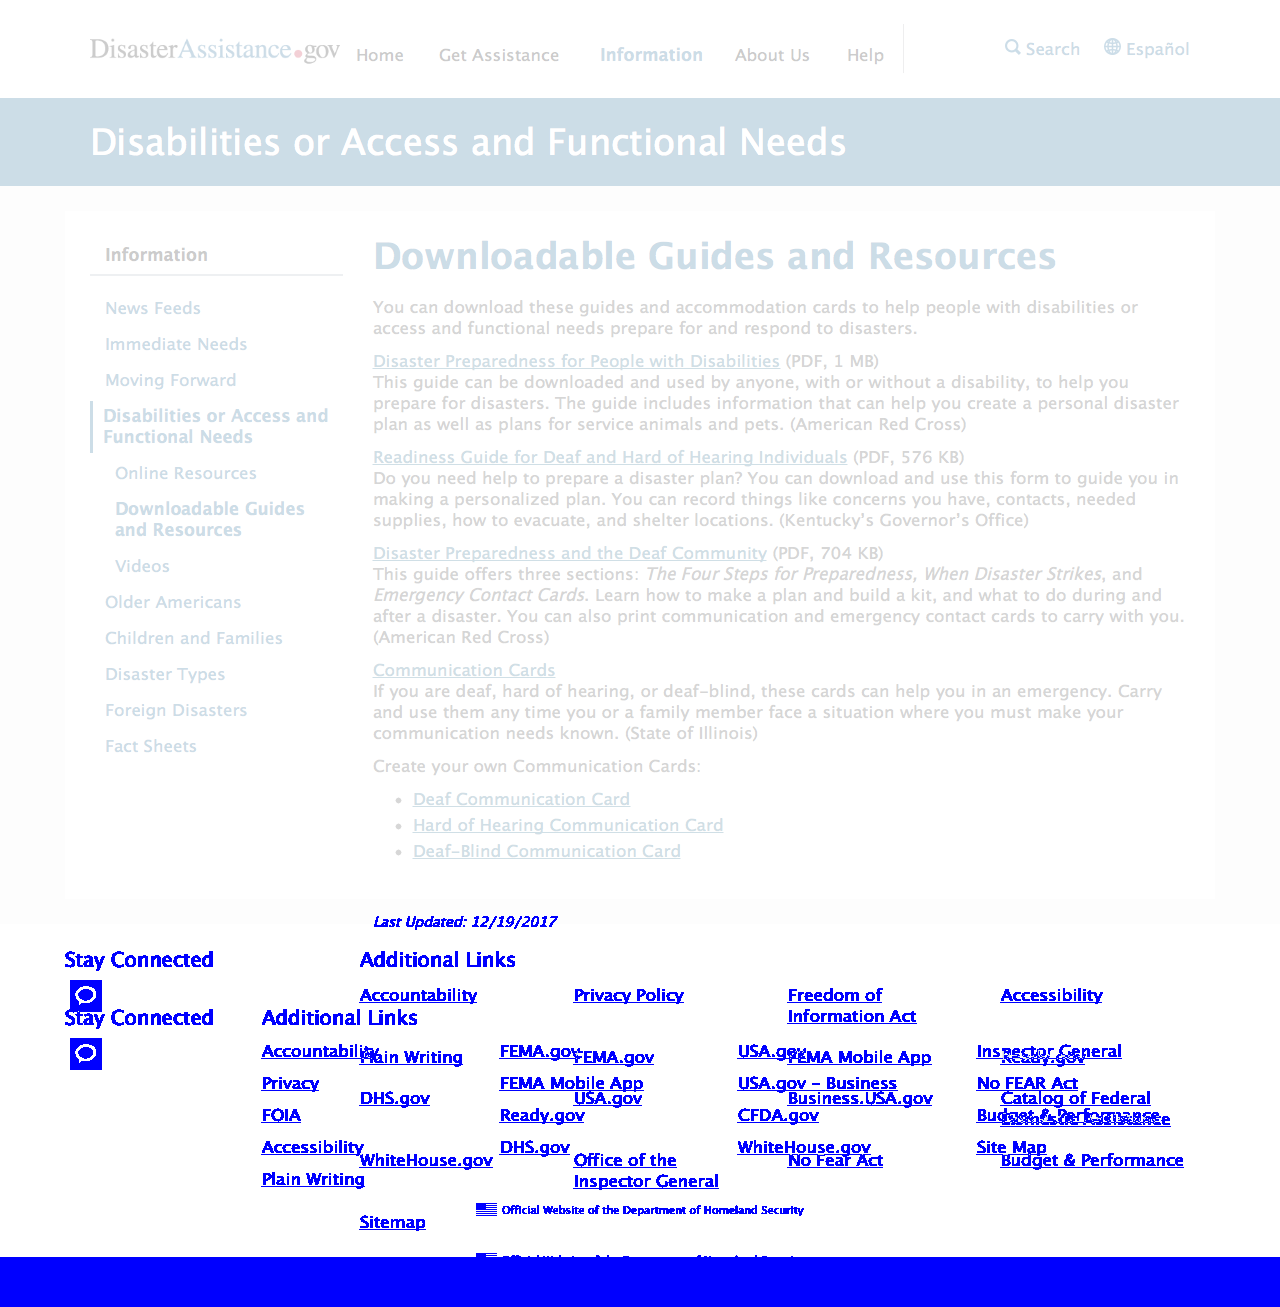 DisasterAssistance.gov Home Get Assistance Information About Us Help Search Español
Disabilities or Access and Functional Needs
Information
News Feeds
Immediate Needs
Moving Forward
Disabilities or Access and
Functional Needs
Online Resources
Downloadable Guides
and Resources
Videos
Older Americans
Children and Families
Disaster Types
Foreign Disasters
Fact Sheets
Downloadable Guides and Resources
You can download these guides and accommodation cards to help people with disabilities or
access and functional needs prepare for and respond to disasters.
Disaster Preparedness for People with Disabilities (PDF, 1 MB)
This guide can be downloaded and used by anyone, with or without a disability, to help you
prepare for disasters. The guide includes information that can help you create a personal disaster
plan as well as plans for service animals and pets. (American Red Cross)
Readiness Guide for Deaf and Hard of Hearing Individuals (PDF, 576 KB)
Do you need help to prepare a disaster plan? You can download and use this form to guide you in
making a personalized plan. You can record things like concerns you have, contacts, needed
supplies, how to evacuate, and shelter locations. (Kentucky's Governor's Office)
Disaster Preparedness and the Deaf Community (PDF, 704 KB)
This guide offers three sections: The Four Steps for Preparedness, When Disaster Strikes, and
Emergency Contact Cards. Learn how to make a plan and build a kit, and what to do during and
after a disaster. You can also print communication and emergency contact cards to carry with you.
(American Red Cross)
Communication Cards
If you are deaf, hard of hearing, or deaf-blind, these cards can help you in an emergency. Carry
and use them any time you or a family member face a situation where you must make your
communication needs known. (State of Illinois)
Create your own Communication Cards:
• Deaf Communication Card
• Hard of Hearing Communication Card
• Deaf-Blind Communication Card
Last Updated: 12/19/2017
Stay Connected Additional Links
Accountability Privacy Policy Freedom of Accessibility
Information Act
Stay Connected Additional Links
Accountability FEMA.gov USA.gov Inspector General
Plain Writing FEMA.gov FEMA Mobile App Ready.gov
Privacy FEMA Mobile App USA.gov - Business No FEAR Act
DHS.gov USA.gov Business.USA.gov Catalog of Federal
Domestic Assistance
FOIA Ready.gov CFDA.gov Budget & Performance
Accessibility DHS.gov WhiteHouse.gov Site Map
WhiteHouse.gov Office of the No Fear Act Budget & Performance
Inspector General
Plain Writing
Official Website of the Department of Homeland Security
Sitemap